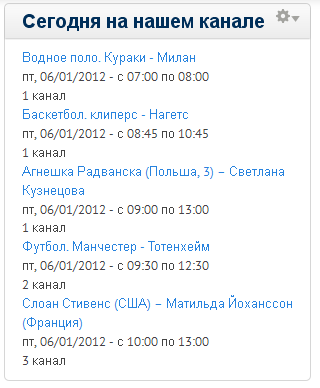 Сегодня на нашем канале
Водное поло. Кураки - Милан
пт, 06/01/2012 - с 07:00 по 08:00
1 канал
Баскетбол. клиперс - Нагетс
пт, 06/01/2012 - с 08:45 по 10:45
1 канал
Агнешка Радванска (Польша, 3) – Светлана
Кузнецова
пт, 06/01/2012 - с 09:00 по 13:00
1 канал
Футбол. Манчестер - Тотенхейм
пт, 06/01/2012 - с 09:30 по 12:30
2 канал
Слоан Стивенс (США) – Матильда Йоханссон
(Франция)
пт, 06/01/2012 - с 10:00 по 13:00
3 канал